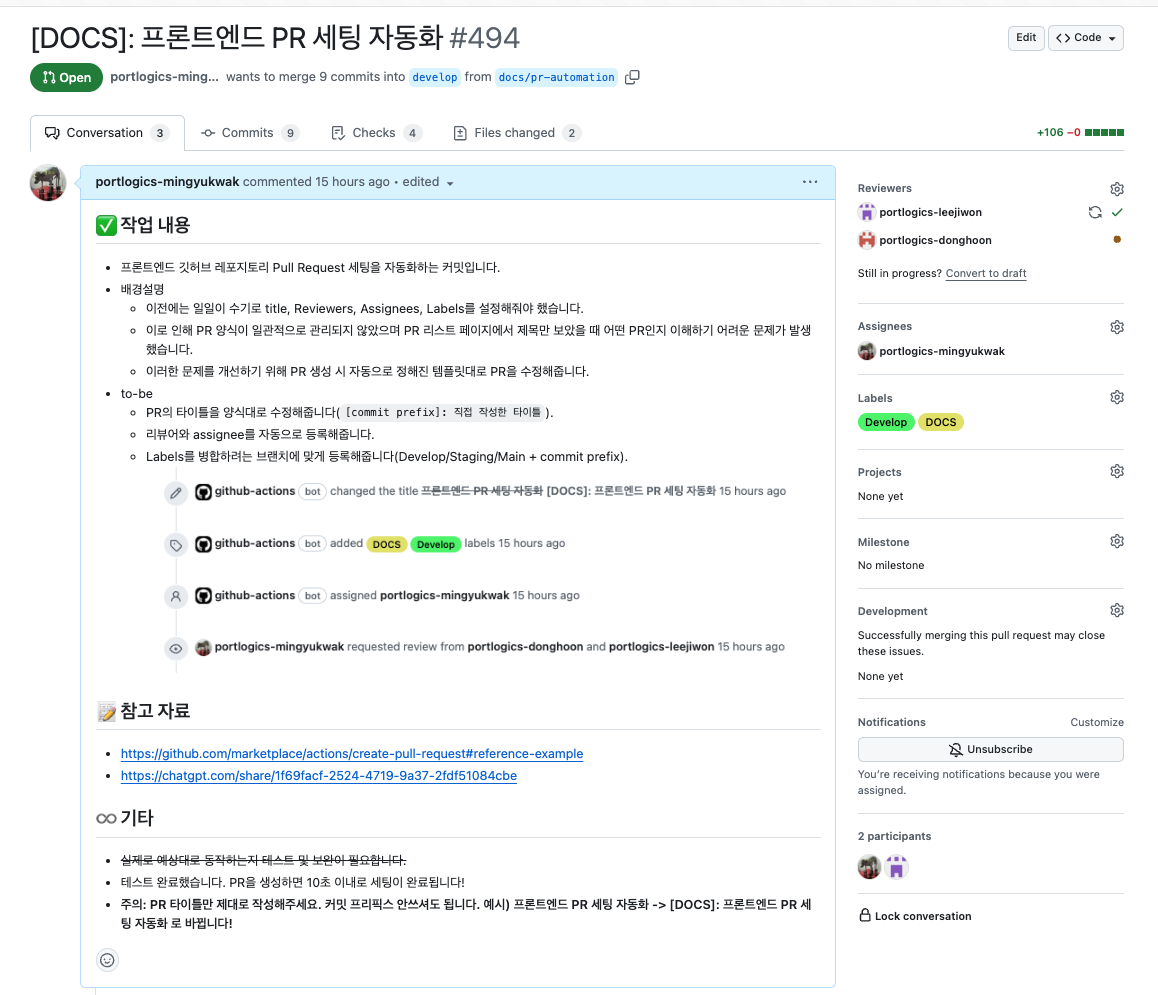 [DOCS]: 프론트엔드 PR 세팅 자동화 #494
Edit
Code
Open
portlogics-ming... wants to merge 9 commits into develop from docs/pr-automation
Conversation 3
Commits 9
Checks 4
Files changed 2
+106 −0
portlogics-mingyukwak commented 15 hours ago • edited
✅ 작업 내용
프론트엔드 깃허브 레포지토리 Pull Request 세팅을 자동화하는 커밋입니다.
배경설명
이전에는 일일이 수기로 title, Reviewers, Assignees, Labels를 설정해줘야 했습니다.
이로 인해 PR 양식이 일관적으로 관리되지 않았으며 PR 리스트 페이지에서 제목만 보았을 때 어떤 PR인지 이해하기 어려운 문제가 발생
했습니다.
이러한 문제를 개선하기 위해 PR 생성 시 자동으로 정해진 템플릿대로 PR을 수정해줍니다.
to-be
PR의 타이틀을 양식대로 수정해줍니다( [commit prefix]: 직접 작성한 타이틀 ).
리뷰어와 assignee를 자동으로 등록해줍니다.
Labels를 병합하려는 브랜치에 맞게 등록해줍니다(Develop/Staging/Main + commit prefix).
github-actions bot changed the title 프론트엔드 PR 세팅 자동화 [DOCS]: 프론트엔드 PR 세팅 자동화 15 hours ago
github-actions bot added DOCS Develop labels 15 hours ago
github-actions bot assigned portlogics-mingyukwak 15 hours ago
portlogics-mingyukwak requested review from portlogics-donghoon and portlogics-leejiwon 15 hours ago
📝 참고 자료
https://github.com/marketplace/actions/create-pull-request#reference-example
https://chatgpt.com/share/1f69facf-2524-4719-9a37-2fdf51084cbe
♾️ 기타
실제로 예상대로 동작하는지 테스트 및 보완이 필요합니다.
테스트 완료했습니다. PR을 생성하면 10초 이내로 세팅이 완료됩니다!
주의: PR 타이틀만 제대로 작성해주세요. 커밋 프리픽스 안쓰셔도 됩니다. 예시) 프론트엔드 PR 세팅 자동화 -> [DOCS]: 프론트엔드 PR 세
팅 자동화 로 바뀝니다!
Reviewers
portlogics-leejiwon
portlogics-donghoon
Still in progress? Convert to draft
Assignees
portlogics-mingyukwak
Labels
Develop DOCS
Projects
None yet
Milestone
No milestone
Development
Successfully merging this pull request may close
these issues.
None yet
Notifications
Customize
Unsubscribe
You're receiving notifications because you were
assigned.
2 participants
Lock conversation